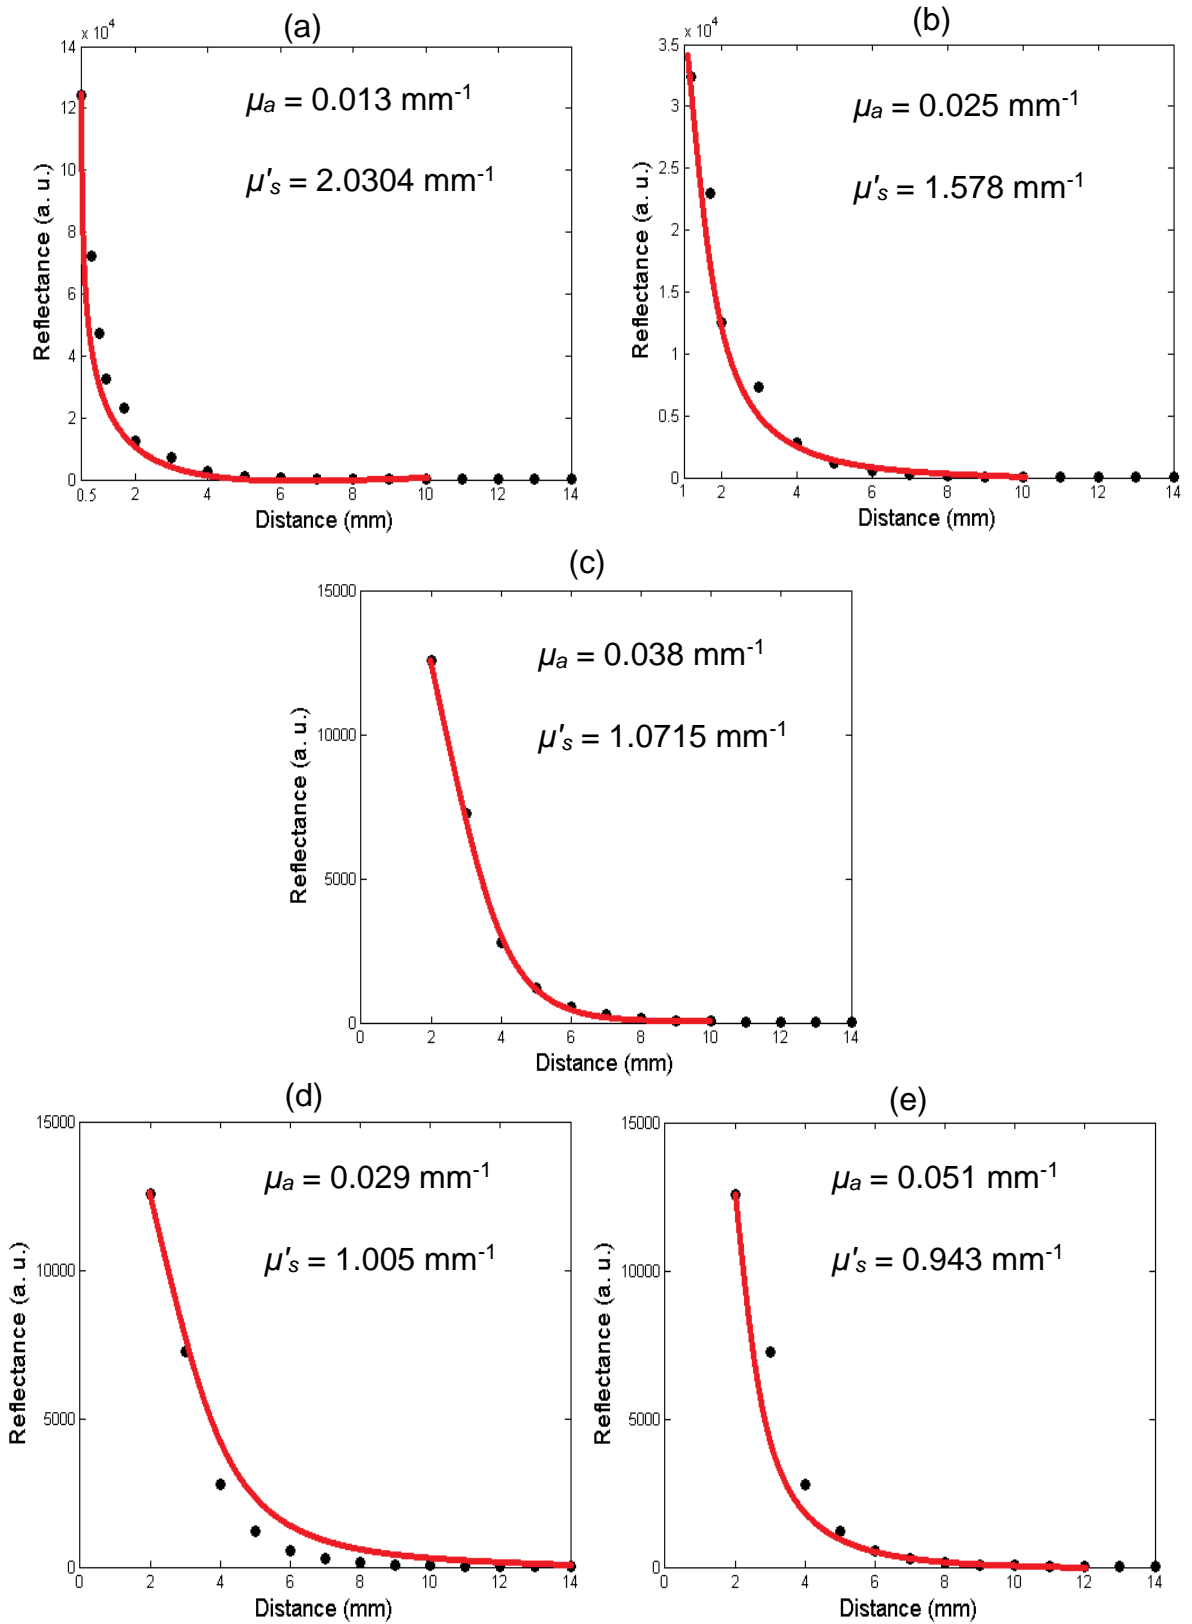 (a)
x 10⁴
14
12
10
8
6
4
2
0
0.5 2 4 6 8 10 12 14
Reflectance (a. u.)
Distance (mm)
μa = 0.013 mm⁻¹
μ's = 2.0304 mm⁻¹
(b)
x 10⁴
3.5
3
2.5
2
1.5
1
0.5
0
1 2 4 6 8 10 12 14
Reflectance (a. u.)
Distance (mm)
μa = 0.025 mm⁻¹
μ's = 1.578 mm⁻¹
(c)
15000
10000
5000
0
0 2 4 6 8 10 12 14
Reflectance (a. u.)
Distance (mm)
μa = 0.038 mm⁻¹
μ's = 1.0715 mm⁻¹
(d)
15000
10000
5000
0
0 2 4 6 8 10 12 14
Reflectance (a. u.)
Distance (mm)
μa = 0.029 mm⁻¹
μ's = 1.005 mm⁻¹
(e)
15000
10000
5000
0
0 2 4 6 8 10 12 14
Reflectance (a. u.)
Distance (mm)
μa = 0.051 mm⁻¹
μ's = 0.943 mm⁻¹